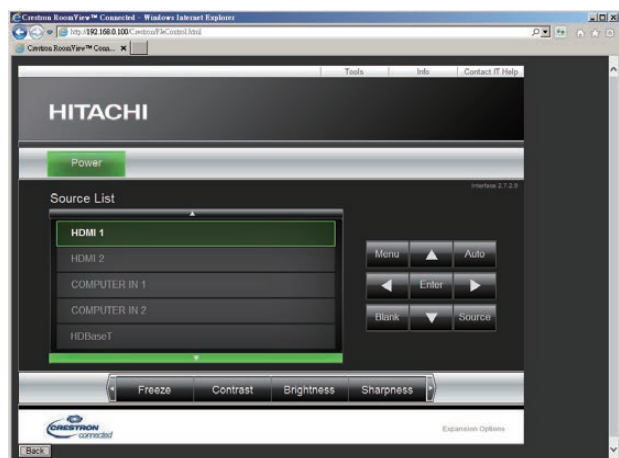 Crestron RoomView™ Connected - Windows Internet Explorer
http://192.168.0.100/Crestron/FleControl.html
Crestron RoomView™ Conn...
Tools Info Contact IT Help
HITACHI
Power
Interface 2.7.2.9
Source List
HDMI 1
HDMI 2
COMPUTER IN 1
COMPUTER IN 2
HDBaseT
Menu Auto
Enter
Blank Source
Freeze Contrast Brightness Sharpness
CRESTRON
connected
Expansion Options
Back